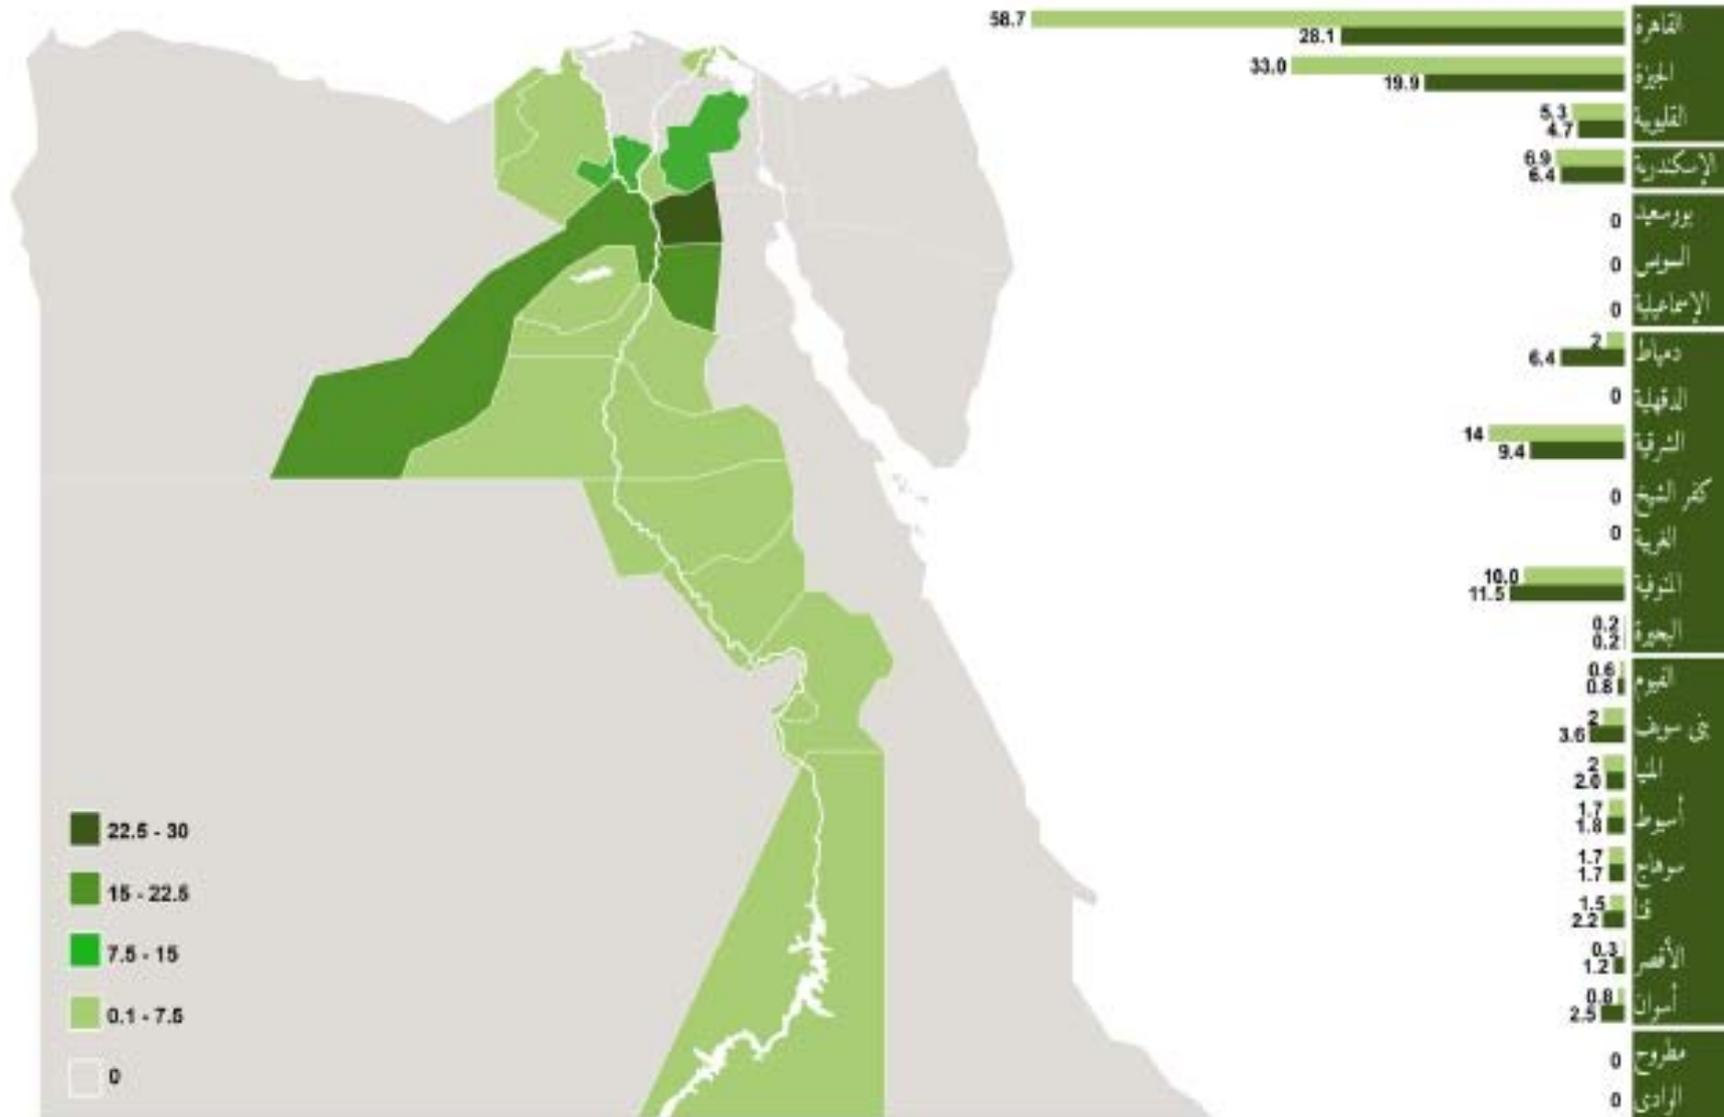 القاهرة
58.7
28.1
الجيزة
33.0
19.9
القليوبية
5.3
4.7
الإسكندرية
6.9
6.4
بورسعيد
0
السويس
0
الإسماعيلية
0
دمياط
2
6.4
الدقهلية
0
الشرقية
14
9.4
كفر الشيخ
0
الغربية
0
المنوفية
10.0
11.5
البحيرة
0.2
0.2
الفيوم
0.6
0.8
بنى سويف
2
3.6
المنيا
2
2.0
أسيوط
1.7
1.8
سوهاج
1.7
1.7
قنا
1.5
2.2
الأقصر
0.3
1.2
أسوان
0.8
2.5
مطروح
0
الوادى
0
22.5 - 30
15 - 22.5
7.5 - 15
0.1 - 7.5
0